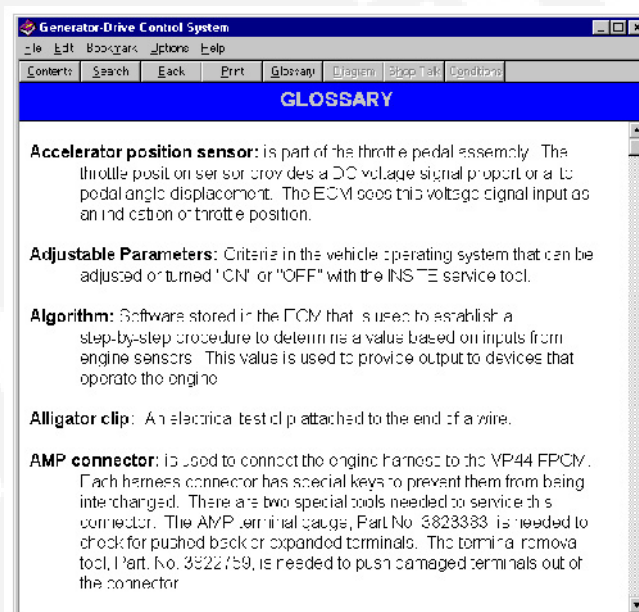 Generator-Drive Control System
File Edit Bookmark Options Help
Contents Search Back Print Glossary Diagram Shop Talk Conditions
GLOSSARY
Accelerator position sensor: is part of the throttle pedal assembly. The
throttle position sensor provides a DC voltage signal proportional to
pedal angle displacement. The ECM sees this voltage signal input as
an indication of throttle position.
Adjustable Parameters: Criteria in the vehicle operating system that can be
adjusted or turned "ON" or "OFF" with the INSITE service tool.
Algorithm: Software stored in the ECM that is used to establish a
step-by-step procedure to determine a value based on inputs from
engine sensors. This value is used to provide output to devices that
operate the engine
Alligator clip: An electrical test clip attached to the end of a wire.
AMP connector: is used to connect the engine harness to the VP44 FPCM.
Each harness connector has special keys to prevent them from being
interchanged. There are two special tools needed to service this
connector. The AMP terminal gauge, Part No. 3823383, is needed to
check for pushed back or expanded terminals. The terminal removal
tool, Part. No. 3822759, is needed to push damaged terminals out of
the connector